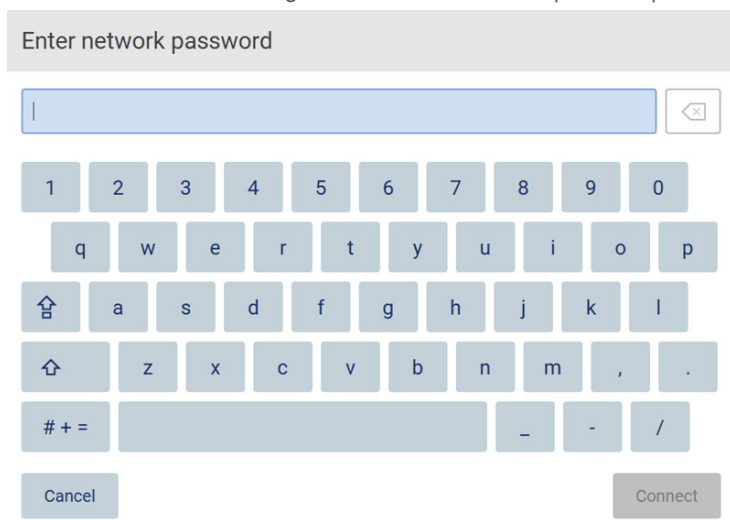 Enter network password
1 2 3 4 5 6 7 8 9 0
q w e r t y u i o p
a s d f g h j k l
z x c v b n m , .
# + = _ - /
Cancel Connect